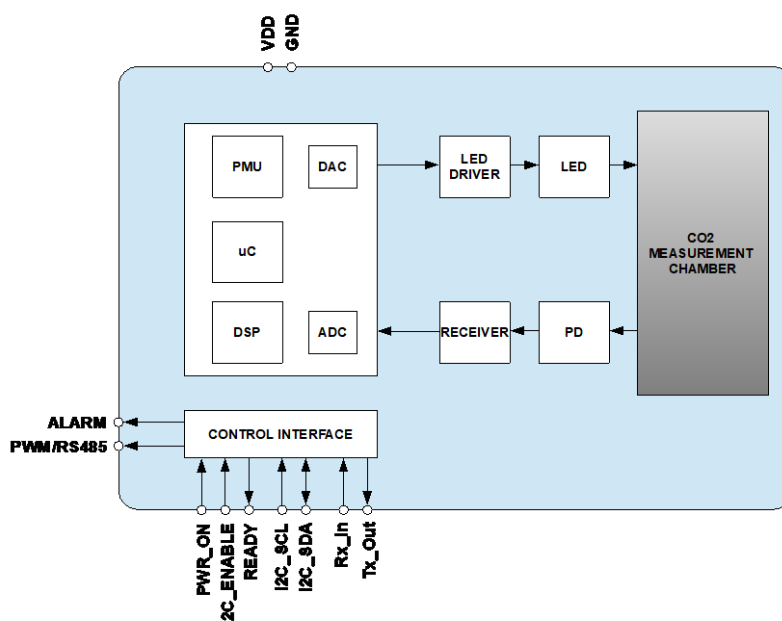 VDD
GND
PMU
DAC
LED
DRIVER
LED
uC
CO2
MEASUREMENT
CHAMBER
DSP
ADC
RECEIVER
PD
ALARM
PWM/RS485
CONTROL INTERFACE
PWR_ON
2C_ENABLE
READY
I2C_SCL
I2C_SDA
Rx_In
Tx_Out